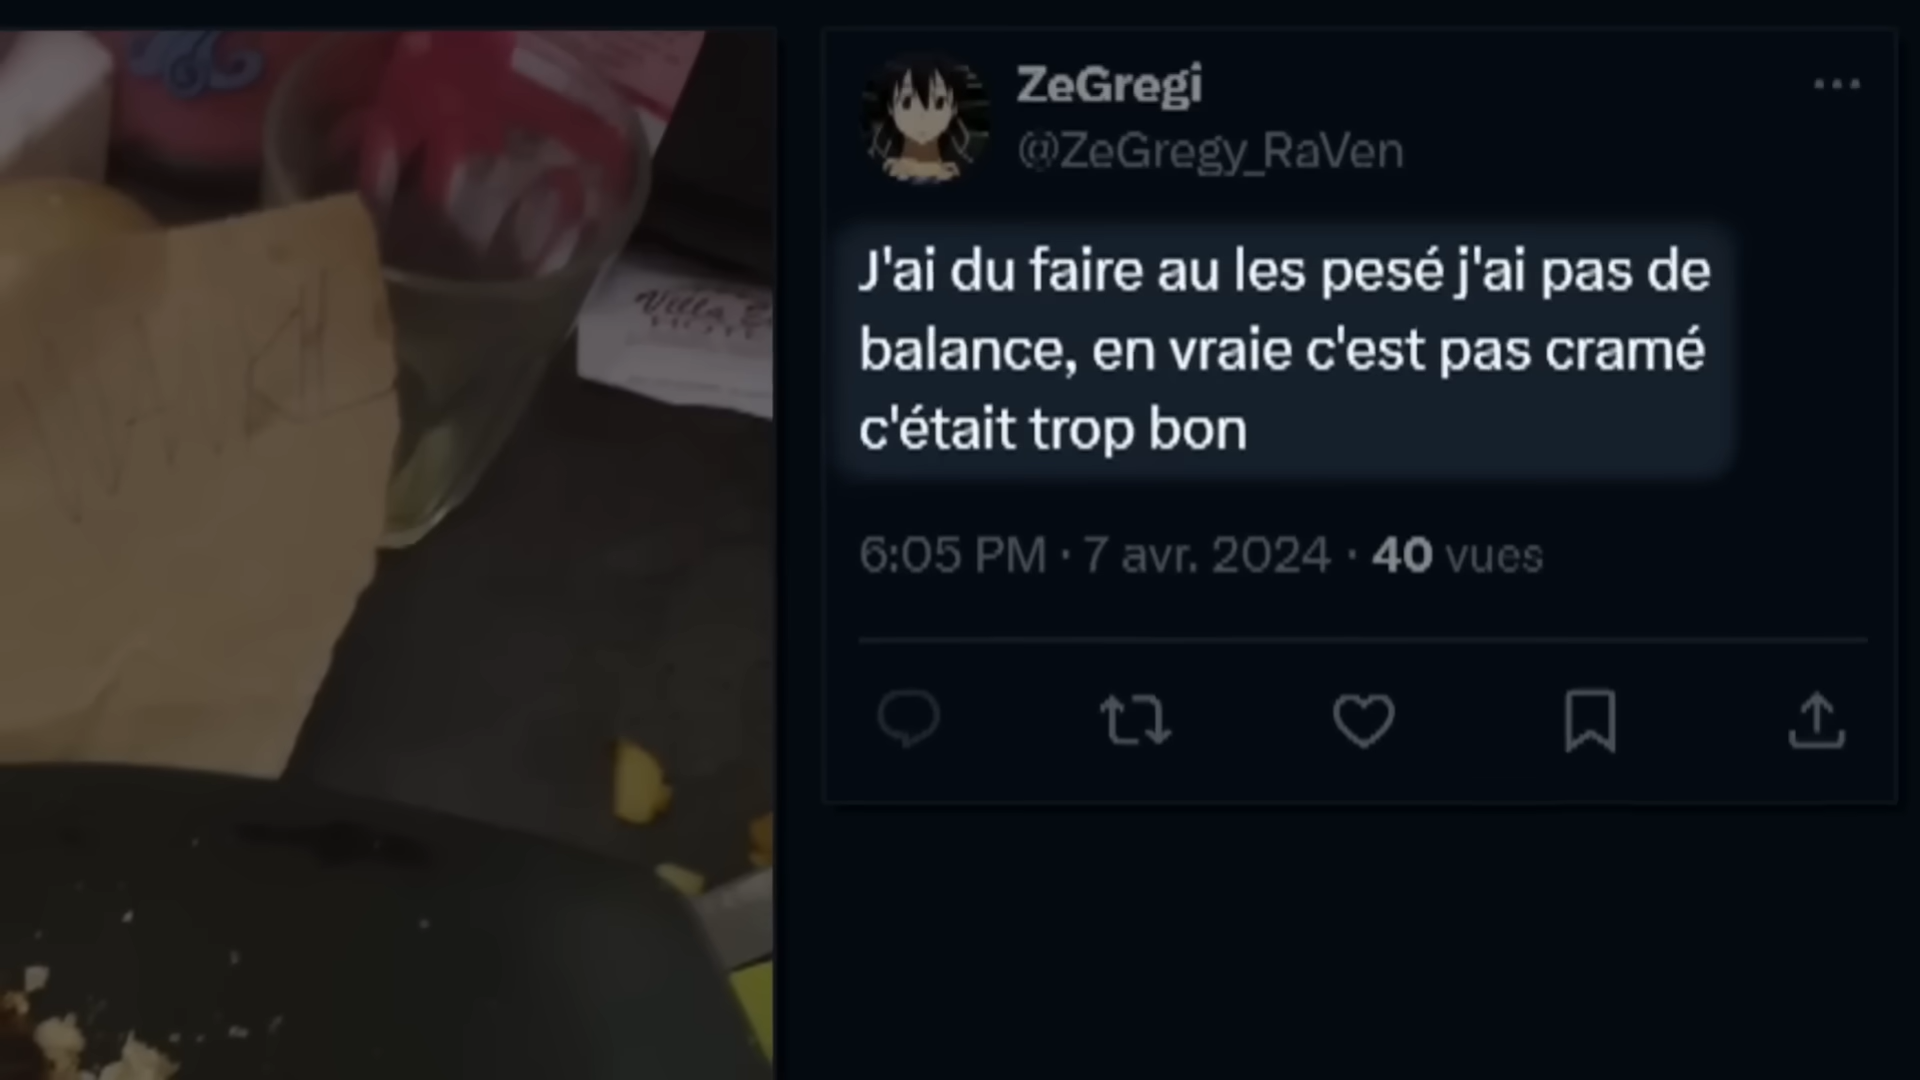 ZeGregi
@ZeGregy_RaVen
J'ai du faire au les pesé j'ai pas de
balance, en vraie c'est pas cramé
c'était trop bon
6:05 PM · 7 avr. 2024 · 40 vues
Villa